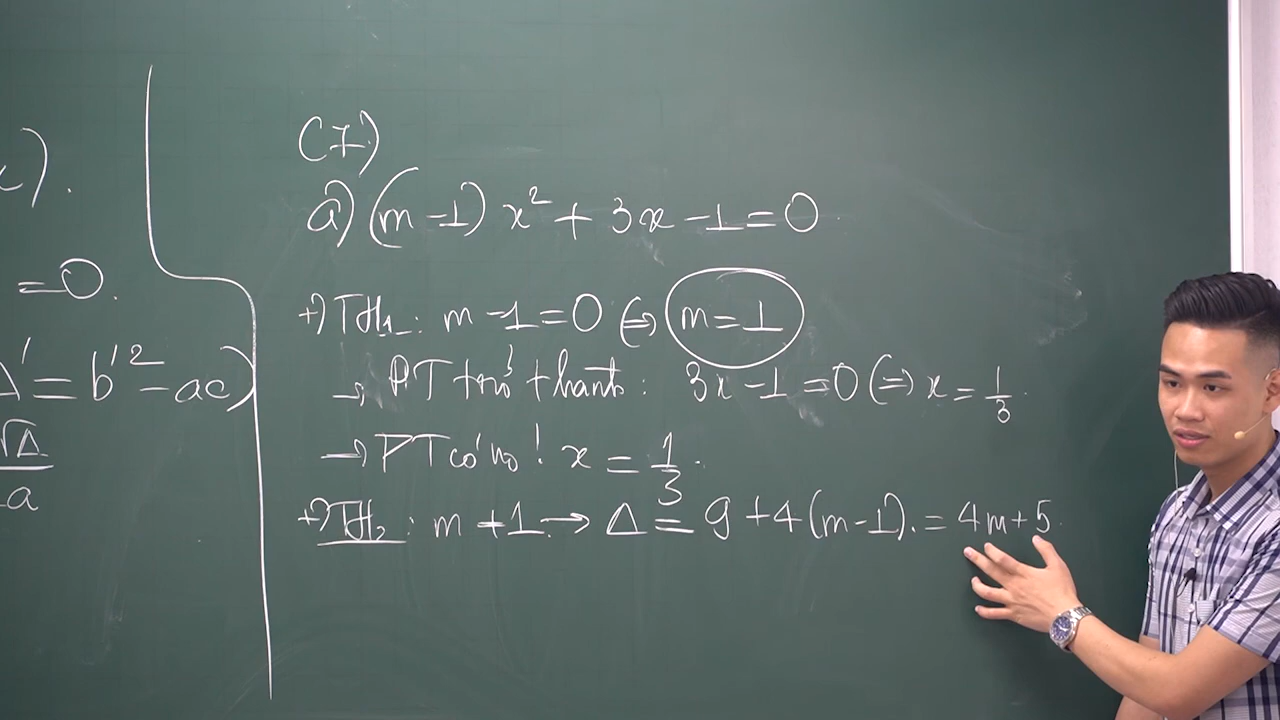 ).
=0.
Δ' = b'² - ac)
√Δ
a
C7)
a) (m-1)x² + 3x - 1 = 0
+) TH₁: m - 1 = 0 (=) m = 1
→ PT trở thành: 3x - 1 = 0 (=) x = 1/3.
→ PT có no! x = 1/3.
+) TH₂: m + 1. → Δ = 9 + 4(m-1). = 4m + 5.